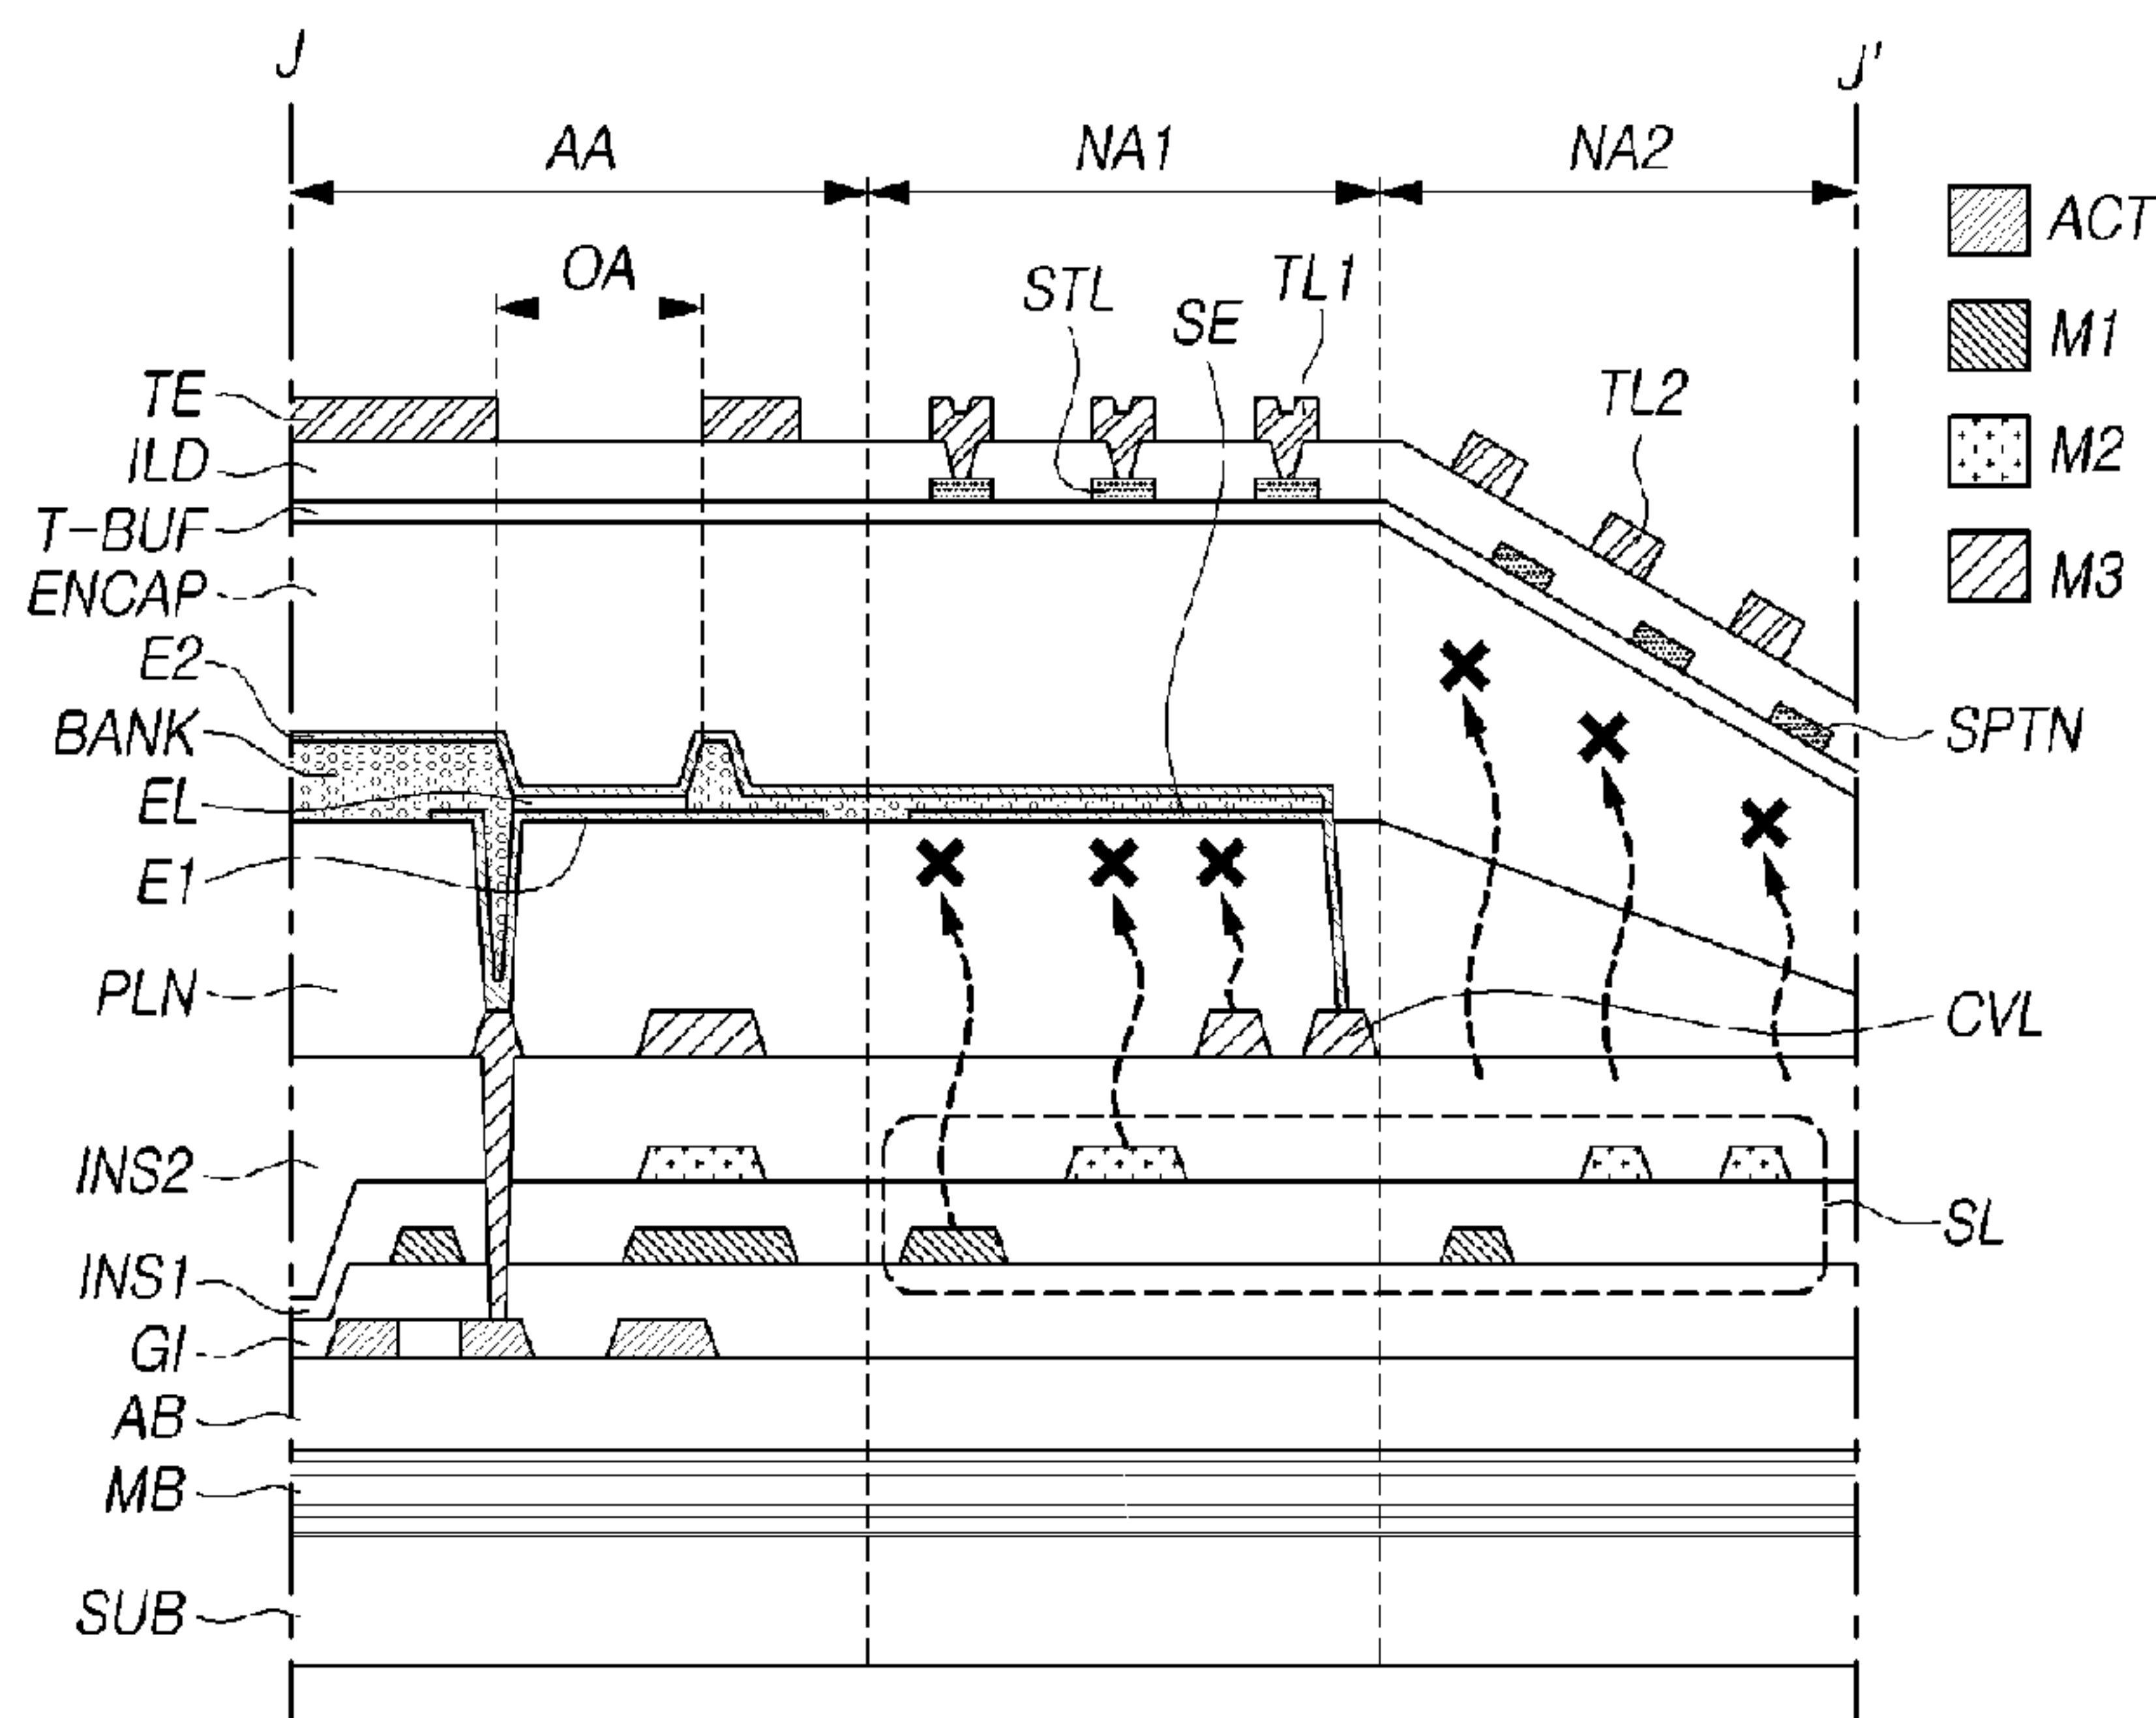 J
J'
AA
NA1
NA2
ACT
OA
STL
SE
TL1
M1
TE
TL2
M2
ILD
T-BUF
M3
ENCAP
E2
BANK
SPTN
EL
E1
PLN
CVL
INS2
SL
INS1
GI
AB
MB
SUB